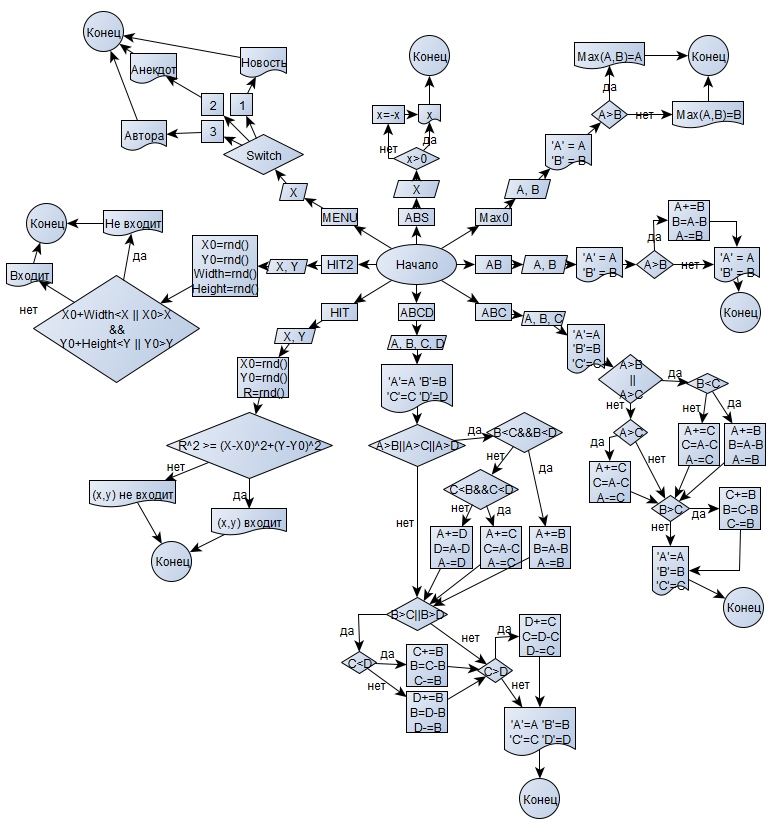 Конец
Анекдот
Новость
Автора
2
1
3
Switch
X
MENU
Конец
x=-x
x
нет
да
x>0
X
ABS
Max(A,B)=A
Конец
да
A>B
нет
Max(A,B)=B
'A' = A
'B' = B
A, B
Max0
Начало
Конец
Не входит
Входит
да
нет
X0+Width<X || X0>X
&&
Y0+Height<Y || Y0>Y
X0=rnd()
Y0=rnd()
Width=rnd()
Height=rnd()
X, Y
HIT2
AB
A, B
'A' = A
'B' = B
A>B
да
нет
A+=B
B=A-B
A-=B
'A' = A
'B' = B
Конец
HIT
X, Y
X0=rnd()
Y0=rnd()
R=rnd()
R^2 >= (X-X0)^2+(Y-Y0)^2
нет
да
(x,y) не входит
(x,y) входит
Конец
ABCD
A, B, C, D
'A'=A 'B'=B
'C'=C 'D'=D
A>B||A>C||A>D
да
нет
B<C&&B<D
нет
да
C<B&&C<D
нет
да
A+=D
D=A-D
A-=D
A+=C
C=A-C
A-=C
A+=B
B=A-B
A-=B
B>C||B>D
да
нет
C<D
да
нет
C+=B
B=C-B
C-=B
D+=B
B=D-B
D-=B
C>D
да
нет
D+=C
C=D-C
D-=C
'A'=A 'B'=B
'C'=C 'D'=D
Конец
ABC
A, B, C
'A'=A
'B'=B
'C'=C
A>B
||
A>C
да
нет
B<C
нет
да
A>C
да
нет
A+=C
C=A-C
A-=C
A+=C
C=A-C
A-=C
A+=B
B=A-B
A-=B
B>C
да
нет
C+=B
B=C-B
C-=B
'A'=A
'B'=B
'C'=C
Конец